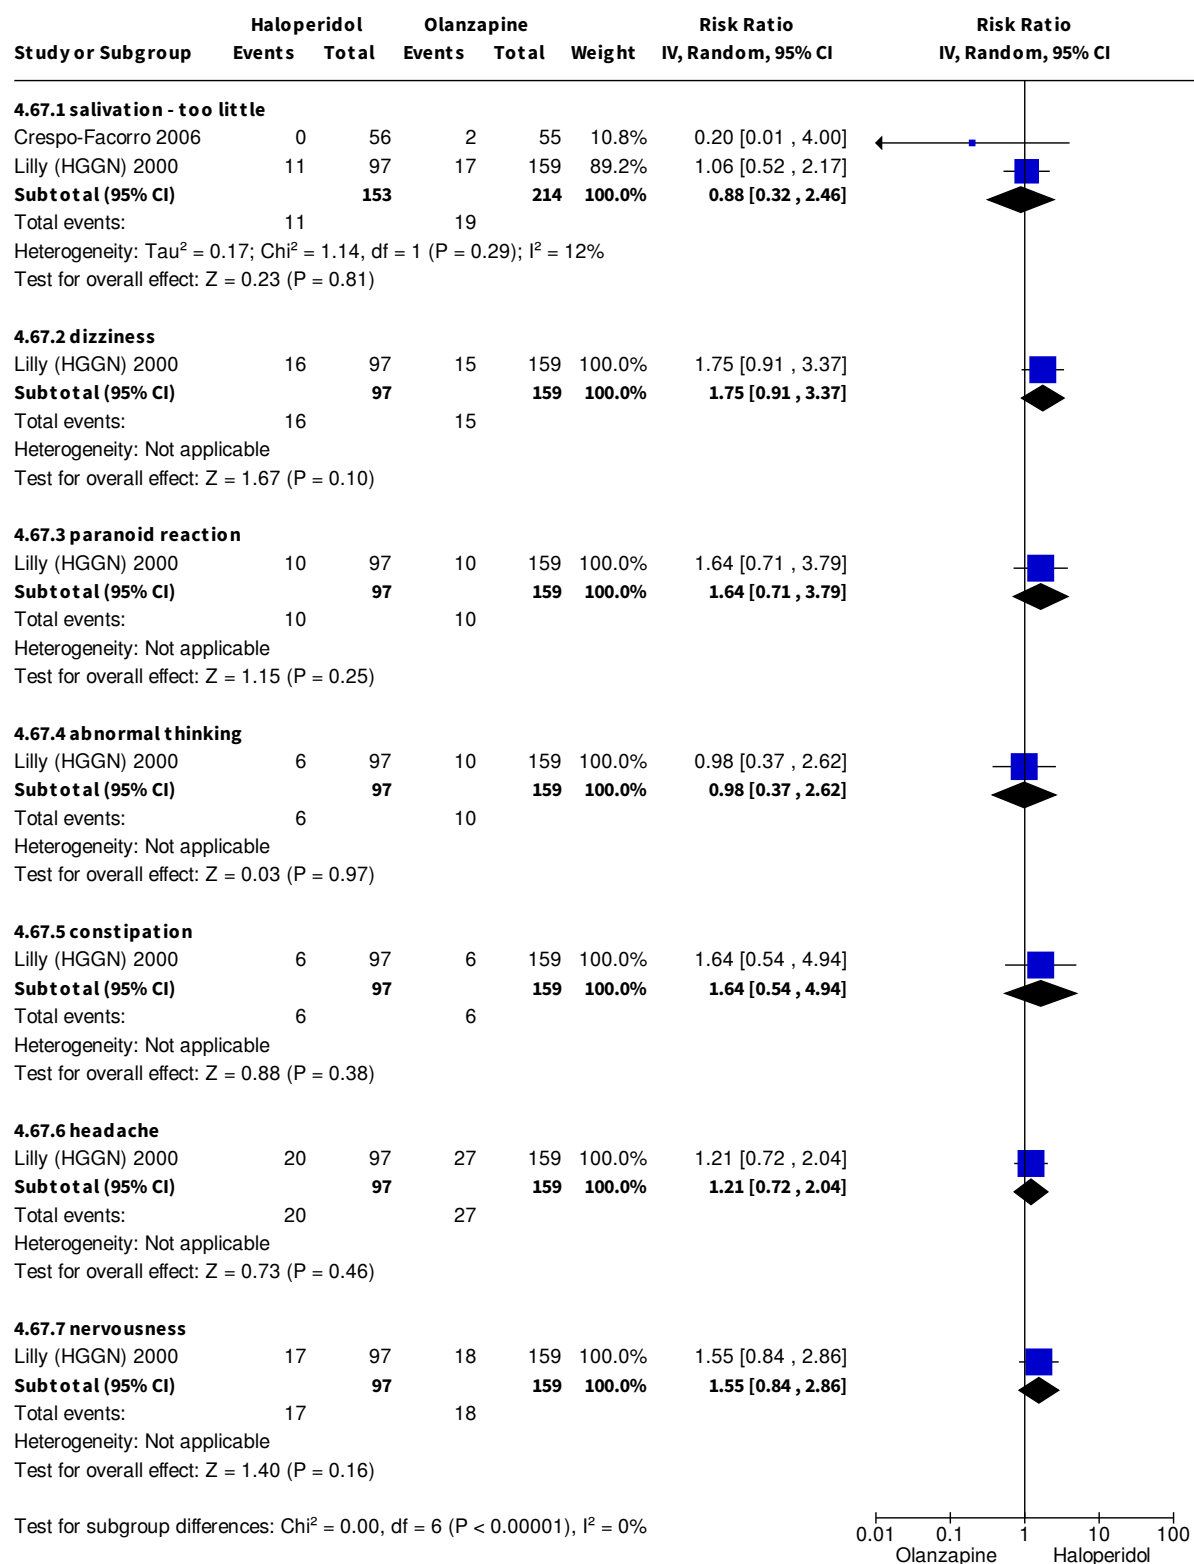 Haloperidol Olanzapine Risk Ratio Risk Ratio
Study or Subgroup Events Total Events Total Weight IV, Random, 95% CI IV, Random, 95% CI
4.67.1 salivation - too little
Crespo-Facorro 2006 0 56 2 55 10.8% 0.20 [0.01 , 4.00]
Lilly (HGGN) 2000 11 97 17 159 89.2% 1.06 [0.52 , 2.17]
Subtotal (95% CI) 153 214 100.0% 0.88 [0.32 , 2.46]
Total events: 11 19
Heterogeneity: Tau² = 0.17; Chi² = 1.14, df = 1 (P = 0.29); I² = 12%
Test for overall effect: Z = 0.23 (P = 0.81)
4.67.2 dizziness
Lilly (HGGN) 2000 16 97 15 159 100.0% 1.75 [0.91 , 3.37]
Subtotal (95% CI) 97 159 100.0% 1.75 [0.91 , 3.37]
Total events: 16 15
Heterogeneity: Not applicable
Test for overall effect: Z = 1.67 (P = 0.10)
4.67.3 paranoid reaction
Lilly (HGGN) 2000 10 97 10 159 100.0% 1.64 [0.71 , 3.79]
Subtotal (95% CI) 97 159 100.0% 1.64 [0.71 , 3.79]
Total events: 10 10
Heterogeneity: Not applicable
Test for overall effect: Z = 1.15 (P = 0.25)
4.67.4 abnormal thinking
Lilly (HGGN) 2000 6 97 10 159 100.0% 0.98 [0.37 , 2.62]
Subtotal (95% CI) 97 159 100.0% 0.98 [0.37 , 2.62]
Total events: 6 10
Heterogeneity: Not applicable
Test for overall effect: Z = 0.03 (P = 0.97)
4.67.5 constipation
Lilly (HGGN) 2000 6 97 6 159 100.0% 1.64 [0.54 , 4.94]
Subtotal (95% CI) 97 159 100.0% 1.64 [0.54 , 4.94]
Total events: 6 6
Heterogeneity: Not applicable
Test for overall effect: Z = 0.88 (P = 0.38)
4.67.6 headache
Lilly (HGGN) 2000 20 97 27 159 100.0% 1.21 [0.72 , 2.04]
Subtotal (95% CI) 97 159 100.0% 1.21 [0.72 , 2.04]
Total events: 20 27
Heterogeneity: Not applicable
Test for overall effect: Z = 0.73 (P = 0.46)
4.67.7 nervousness
Lilly (HGGN) 2000 17 97 18 159 100.0% 1.55 [0.84 , 2.86]
Subtotal (95% CI) 97 159 100.0% 1.55 [0.84 , 2.86]
Total events: 17 18
Heterogeneity: Not applicable
Test for overall effect: Z = 1.40 (P = 0.16)
Test for subgroup differences: Chi² = 0.00, df = 6 (P < 0.00001), I² = 0%
0.01 0.1 1 10 100
Olanzapine Haloperidol